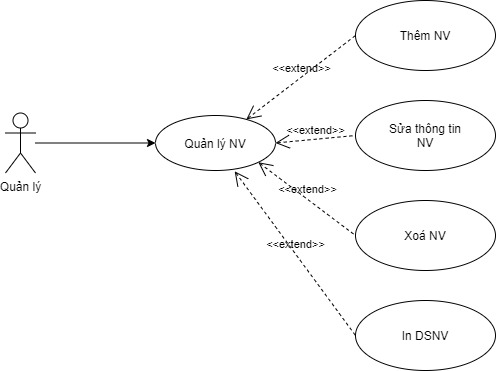 Thêm NV
<<extend>>
Sửa thông tin
NV
<<extend>>
Quản lý NV
Quản lý
<<extend>>
Xoá NV
<<extend>>
In DSNV